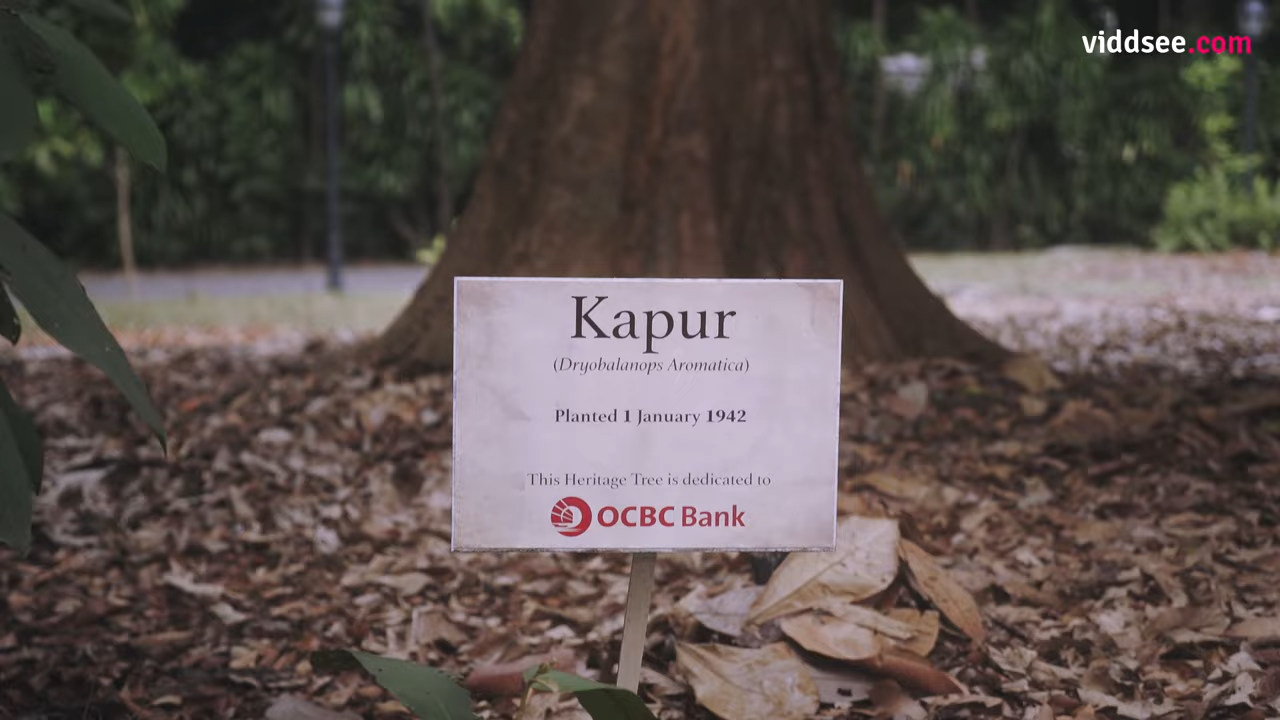 viddsee.com
Kapur
(Dryobalanops Aromatica)
Planted 1 January 1942
This Heritage Tree is dedicated to
OCBC Bank